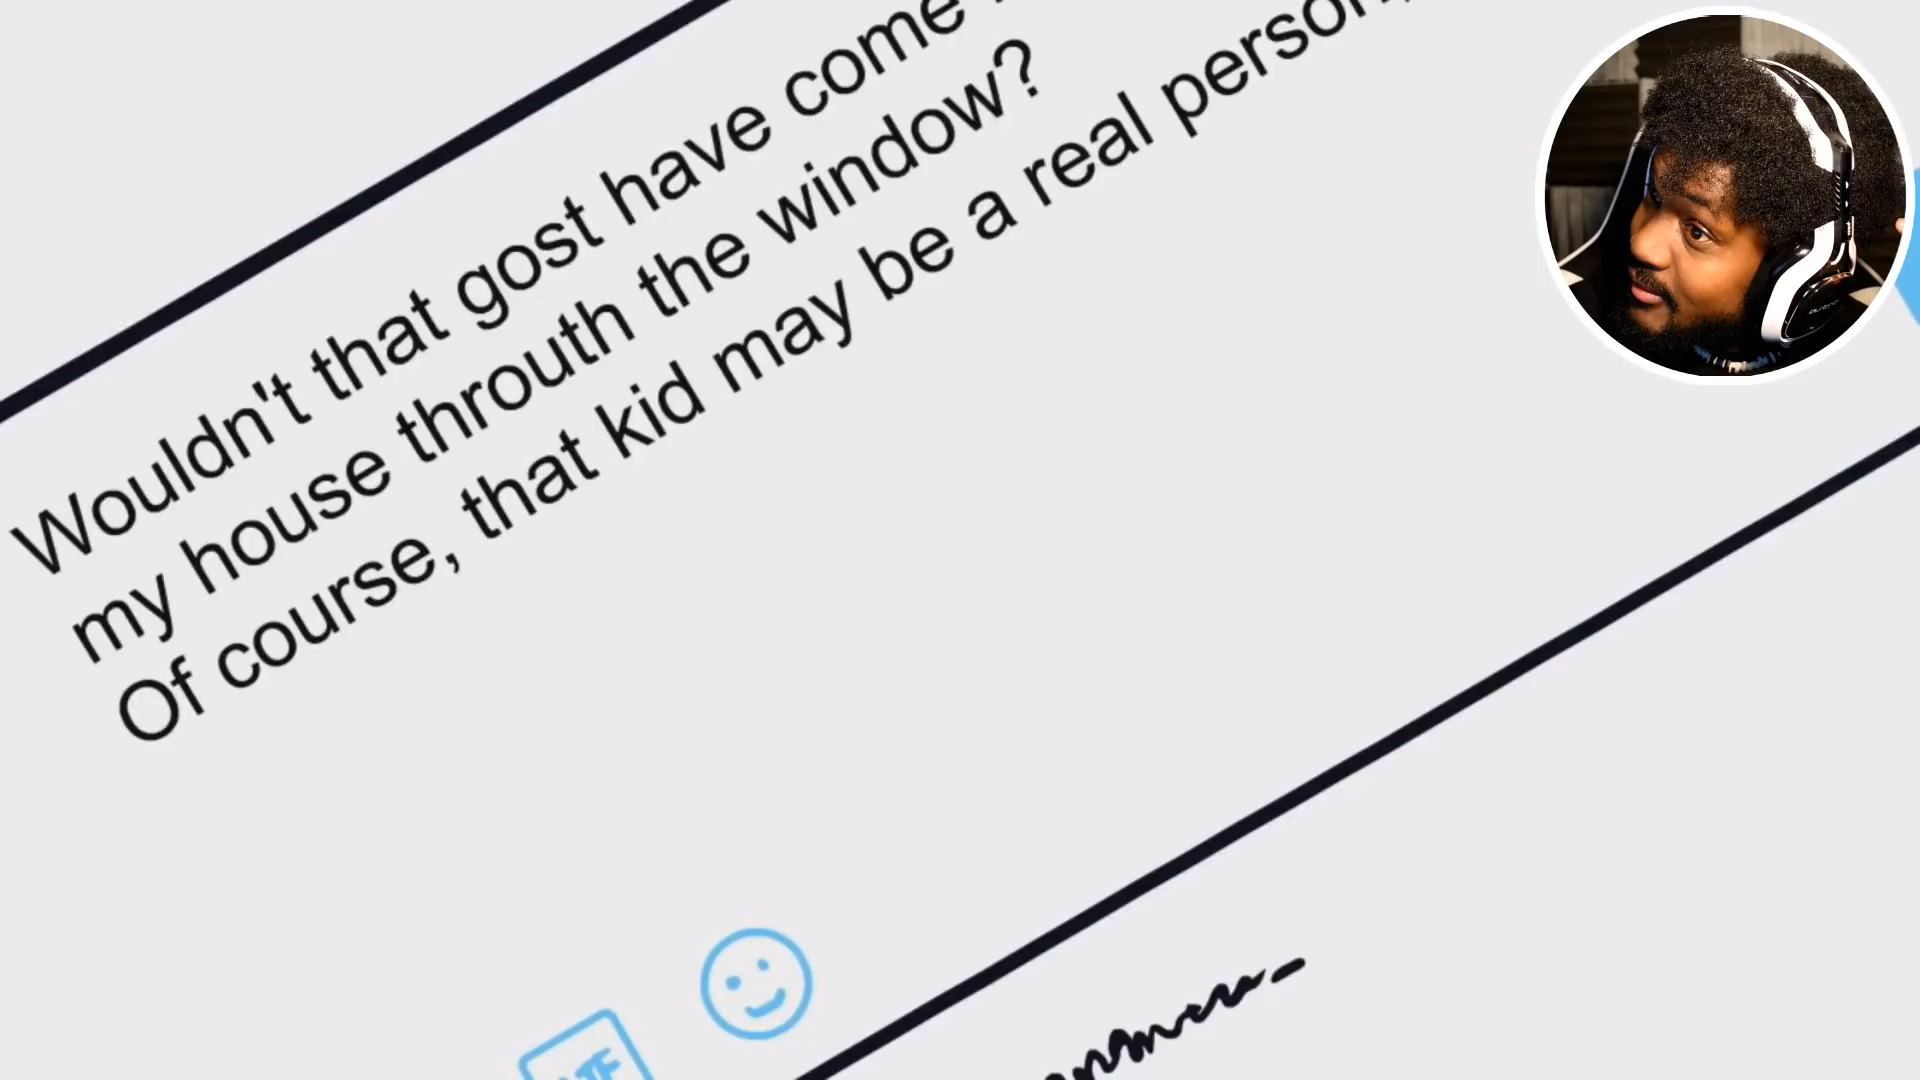 Wouldn't that gost have come
my house throuth the window?
Of course, that kid may be a real person,